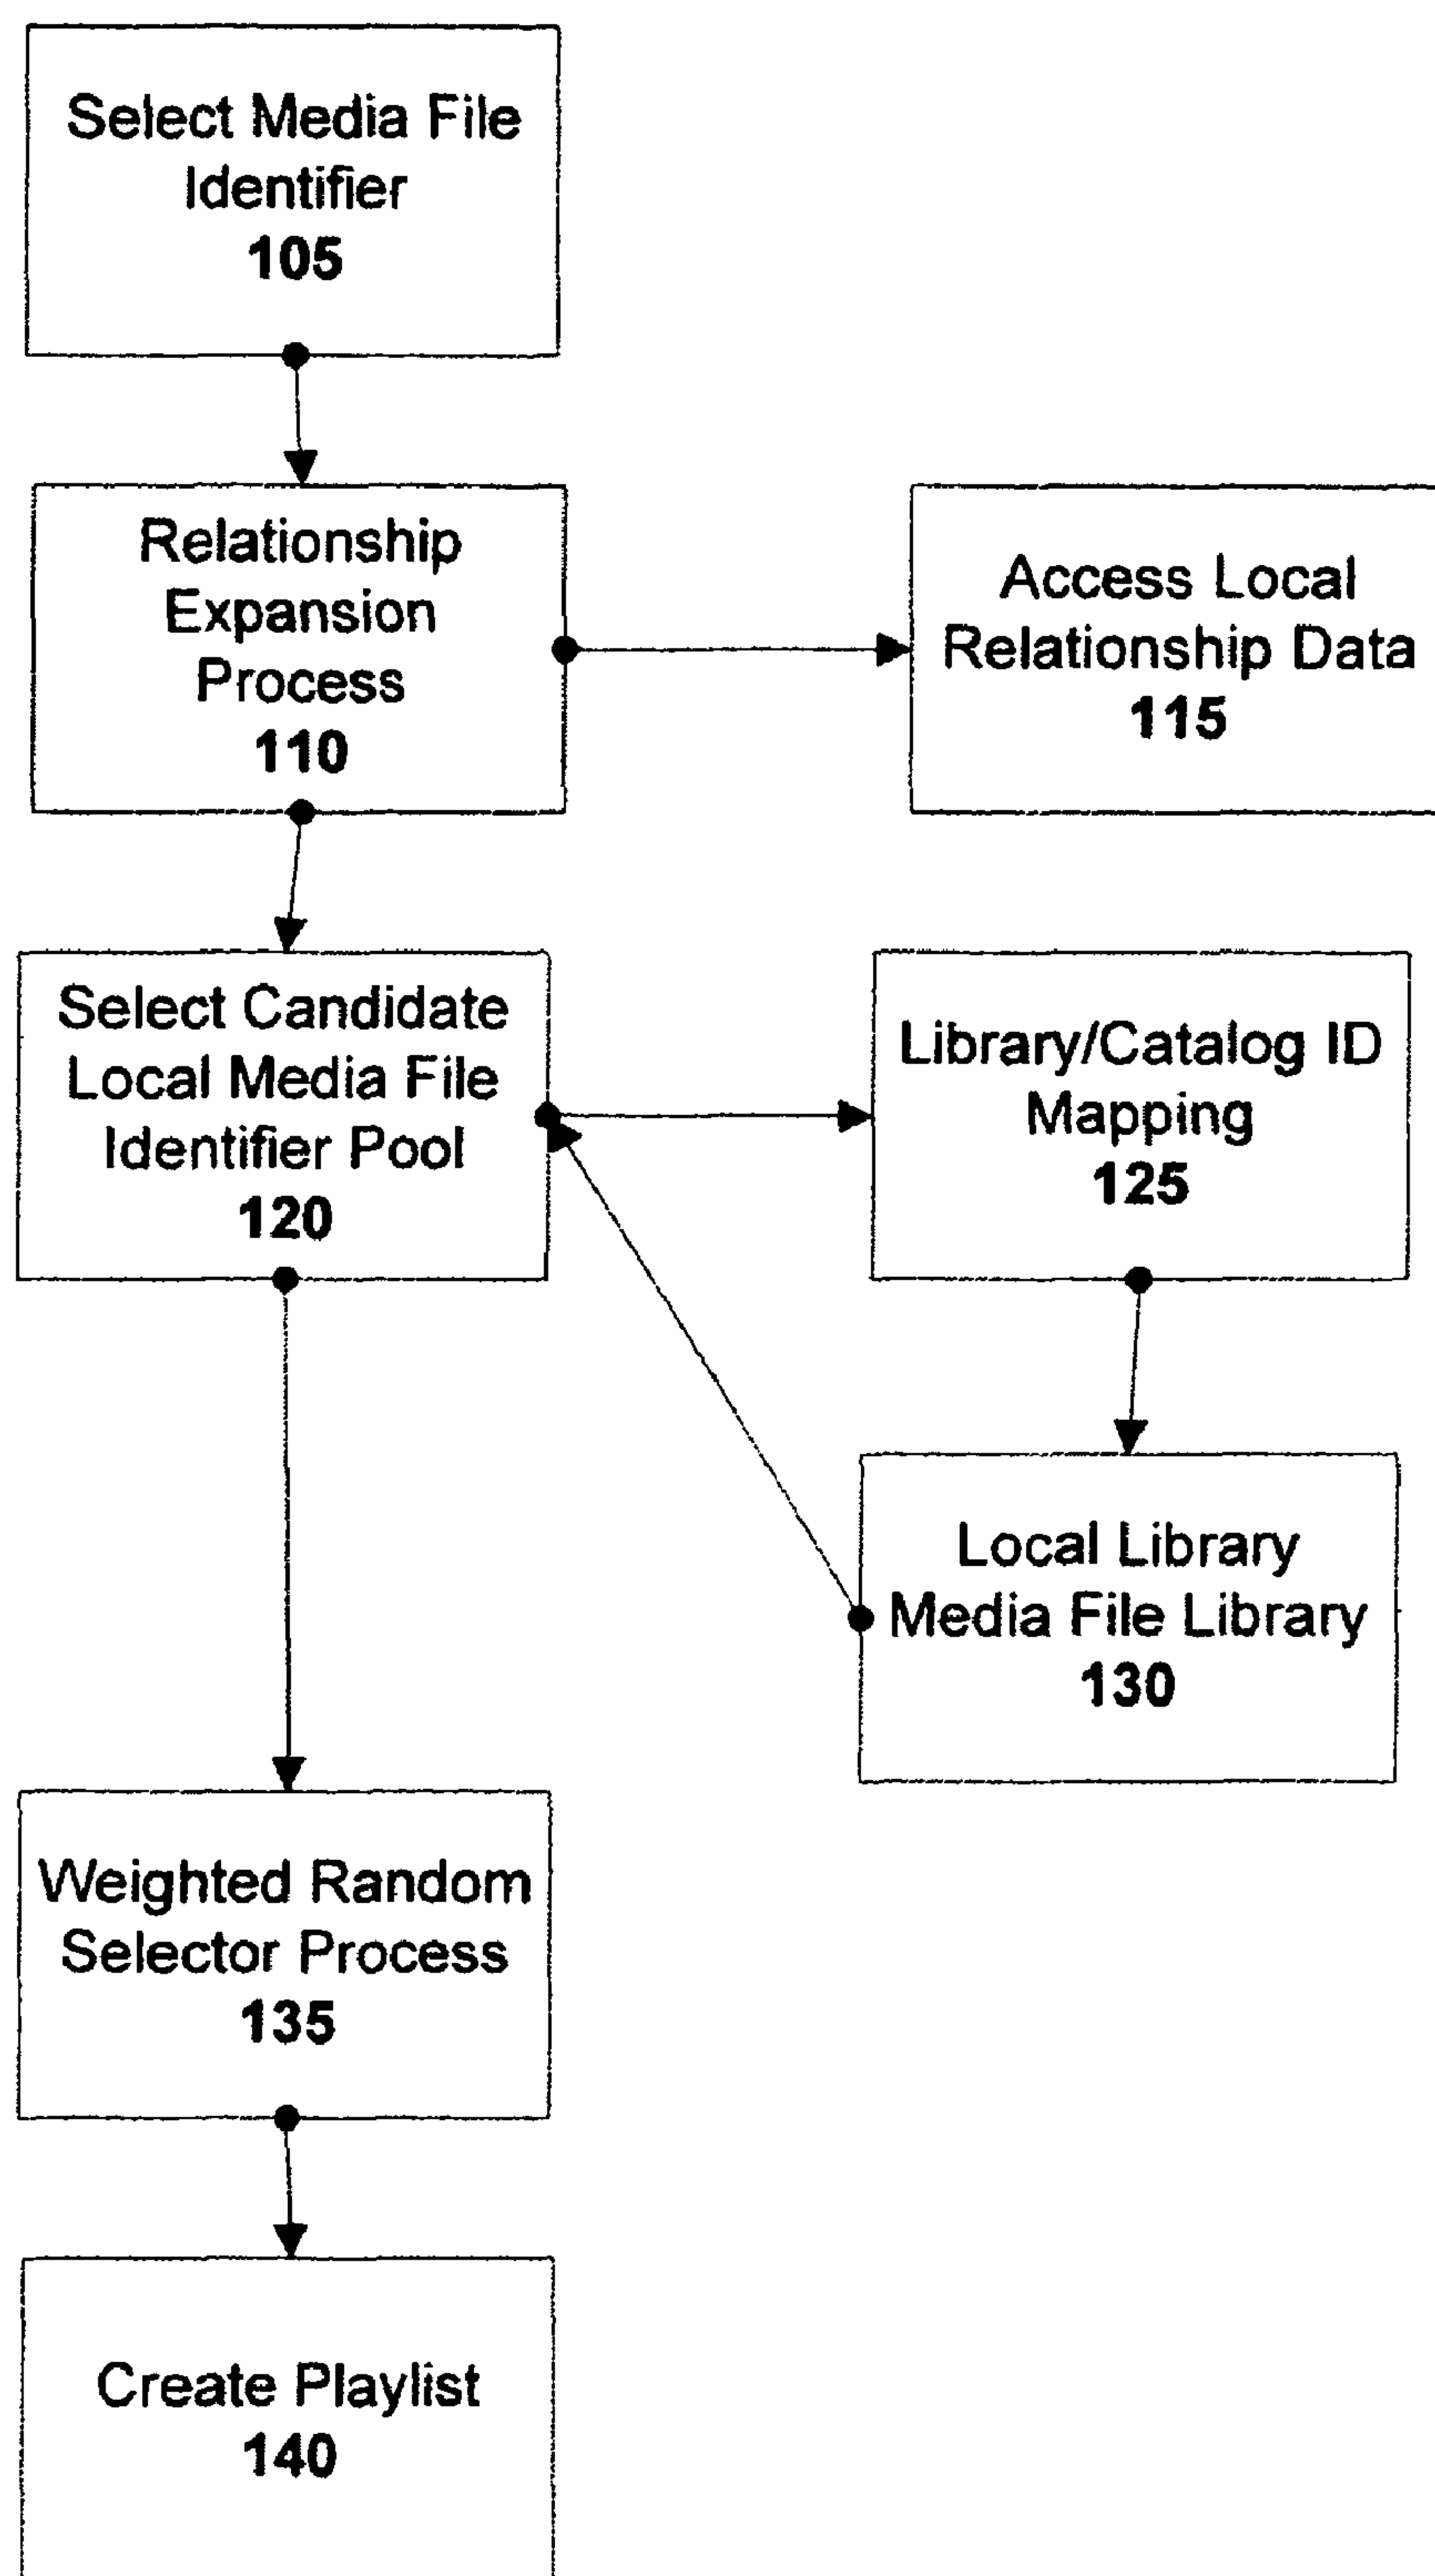 Select Media File
Identifier
105
Relationship
Expansion
Process
110
Access Local
Relationship Data
115
Select Candidate
Local Media File
Identifier Pool
120
Library/Catalog ID
Mapping
125
Local Library
Media File Library
130
Weighted Random
Selector Process
135
Create Playlist
140